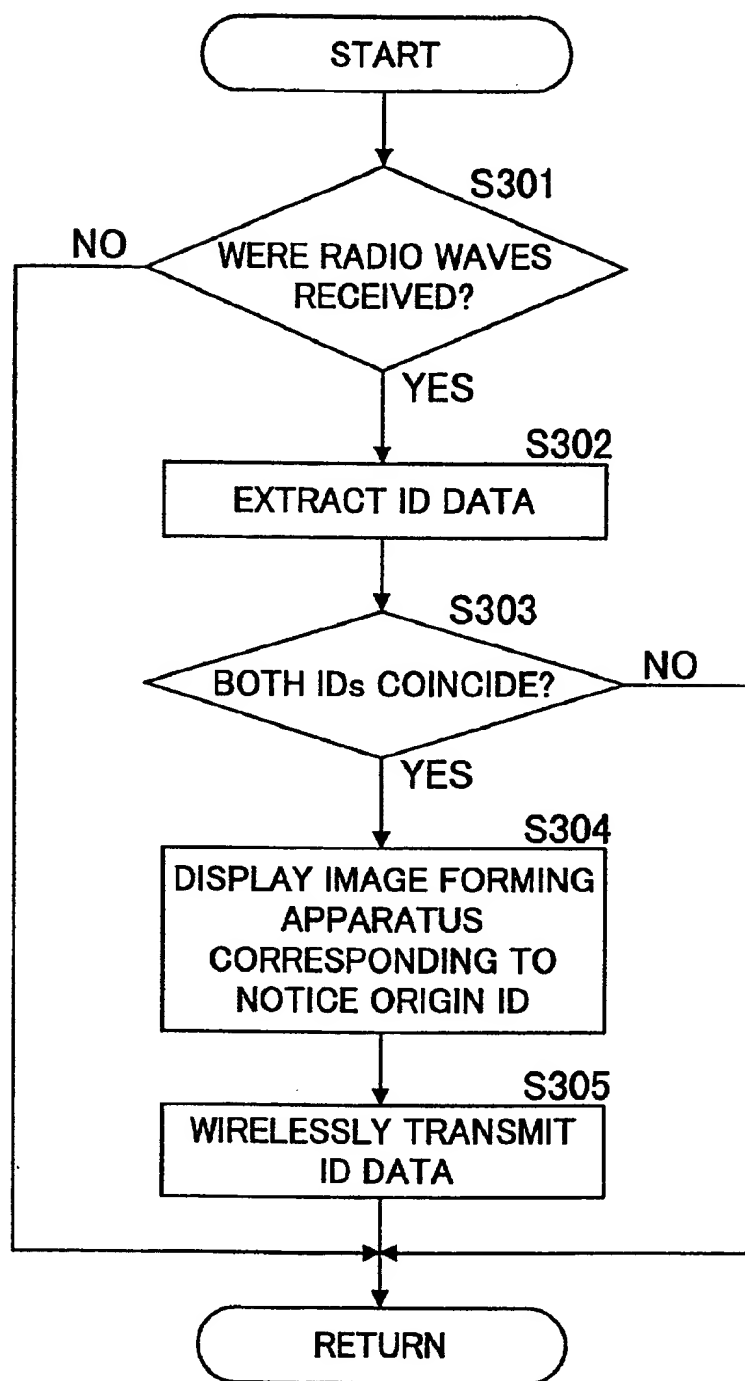 START
S301
NO
WERE RADIO WAVES
RECEIVED?
YES
S302
EXTRACT ID DATA
S303
BOTH IDs COINCIDE?
NO
YES
S304
DISPLAY IMAGE FORMING
APPARATUS
CORRESPONDING TO
NOTICE ORIGIN ID
S305
WIRELESSLY TRANSMIT
ID DATA
RETURN